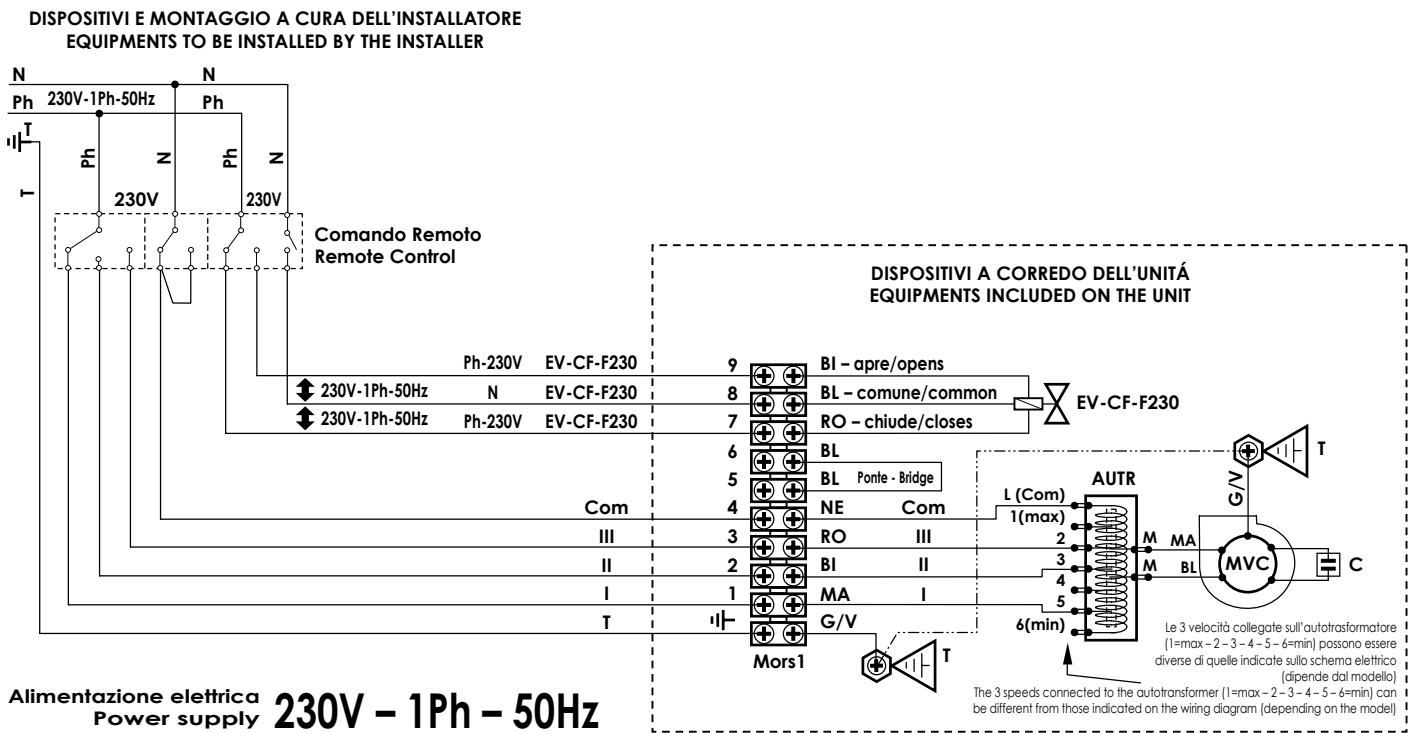 DISPOSITIVI E MONTAGGIO A CURA DELL'INSTALLATORE
EQUIPMENTS TO BE INSTALLED BY THE INSTALLER
N N
Ph 230V-1Ph-50Hz Ph
T
Ph N Ph N
T
230V 230V
Comando Remoto
Remote Control
DISPOSITIVI A CORREDO DELL'UNITÁ
EQUIPMENTS INCLUDED ON THE UNIT
Ph-230V EV-CF-F230 9 BI – apre/opens
230V-1Ph-50Hz N EV-CF-F230 8 BL – comune/common
EV-CF-F230
230V-1Ph-50Hz Ph-230V EV-CF-F230 7 RO – chiude/closes
6 BL
5 BL Ponte - Bridge
Com 4 NE Com
III 3 RO III
II 2 BI II
I 1 MA I
T G/V
Mors1
T
AUTR
L (Com)
1(max)
2
3
4
5
6(min)
M MA
M BL
MVC
C
G/V
T
Le 3 velocità collegate sull'autotrasformatore
(1=max – 2 – 3 – 4 – 5 – 6=min) possono essere
diverse di quelle indicate sullo schema elettrico
(dipende dal modello)
The 3 speeds connected to the autotransformer (1=max – 2 – 3 – 4 – 5 – 6=min) can
be different from those indicated on the wiring diagram (depending on the model)
Alimentazione elettrica
Power supply
230V – 1Ph – 50Hz